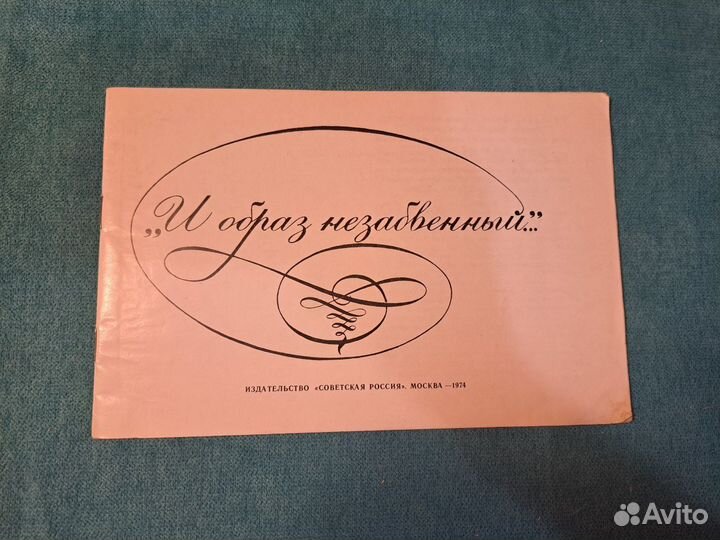 „И образ незабвенный..."
ИЗДАТЕЛЬСТВО «СОВЕТСКАЯ РОССИЯ». МОСКВА —1974
Avito